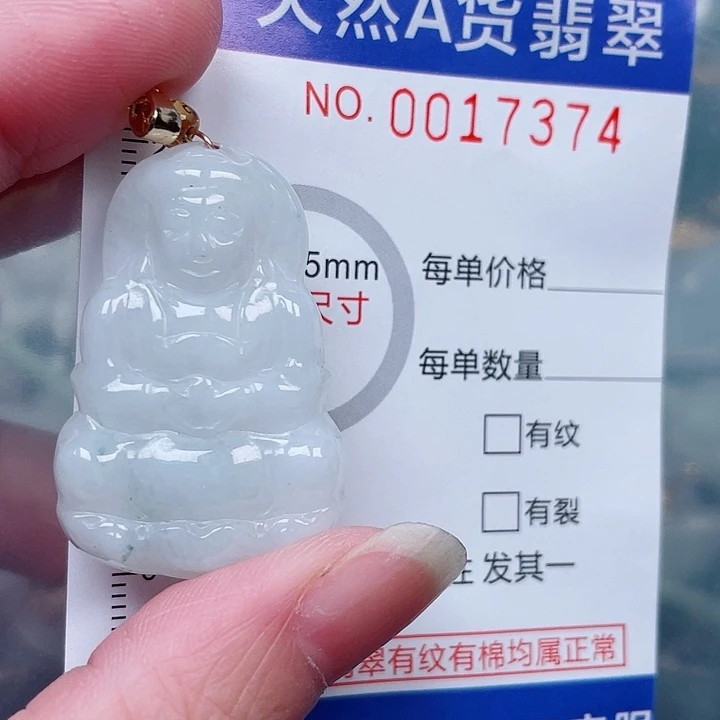 天然A货翡翠
NO. 0017374
5mm
尺寸
每单价格
每单数量
有纹
有裂
发其一
翠有纹有棉均属正常